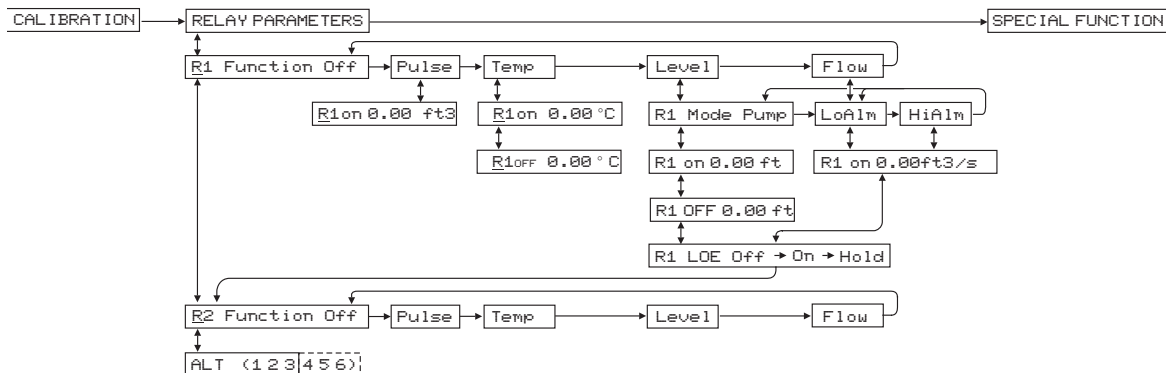 CALIBRATION RELAY PARAMETERS SPECIAL FUNCTION
R1 Function Off Pulse Temp Level Flow
R1on 0.00 ft3 R1on 0.00 °C R1 Mode Pump LoAlm HiAlm
R1OFF 0.00 °C R1 on 0.00 ft R1 on 0.00ft3/s
R1 OFF 0.00 ft
R1 LOE Off On Hold
R2 Function Off Pulse Temp Level Flow
ALT (1 2 3 4 5 6)